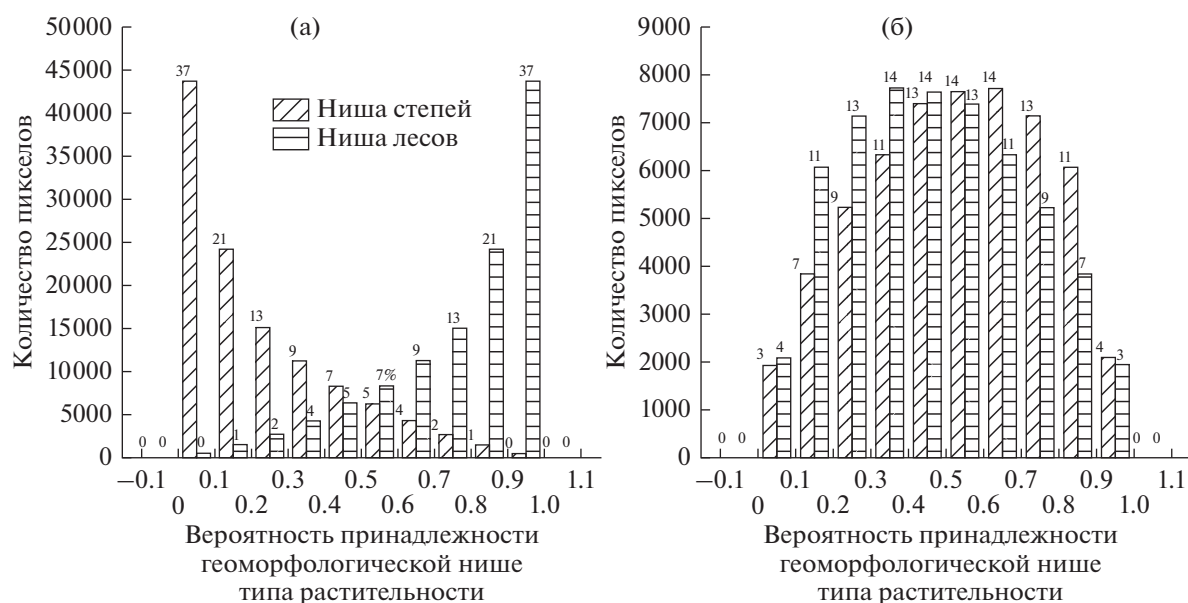 (а)
50000
45000
40000
35000
30000
25000
20000
15000
10000
5000
0
Количество пикселов
Ниша степей
Ниша лесов
0 0 37 0 21 1 13 2 9 4 7 5 5 7% 4 9 2 13 1 21 0 37 0 0
−0.1 0.1 0.3 0.5 0.7 0.9 1.1
0 0.2 0.4 0.6 0.8 1.0
Вероятность принадлежности
геоморфологической нише
типа растительности
(б)
9000
8000
7000
6000
5000
4000
3000
2000
1000
0
Количество пикселов
0 0 3 4 7 11 9 13 11 14 13 14 14 13 14 11 13 9 11 7 4 3 0 0
−0.1 0.1 0.3 0.5 0.7 0.9 1.1
0 0.2 0.4 0.6 0.8 1.0
Вероятность принадлежности
геоморфологической нише
типа растительности